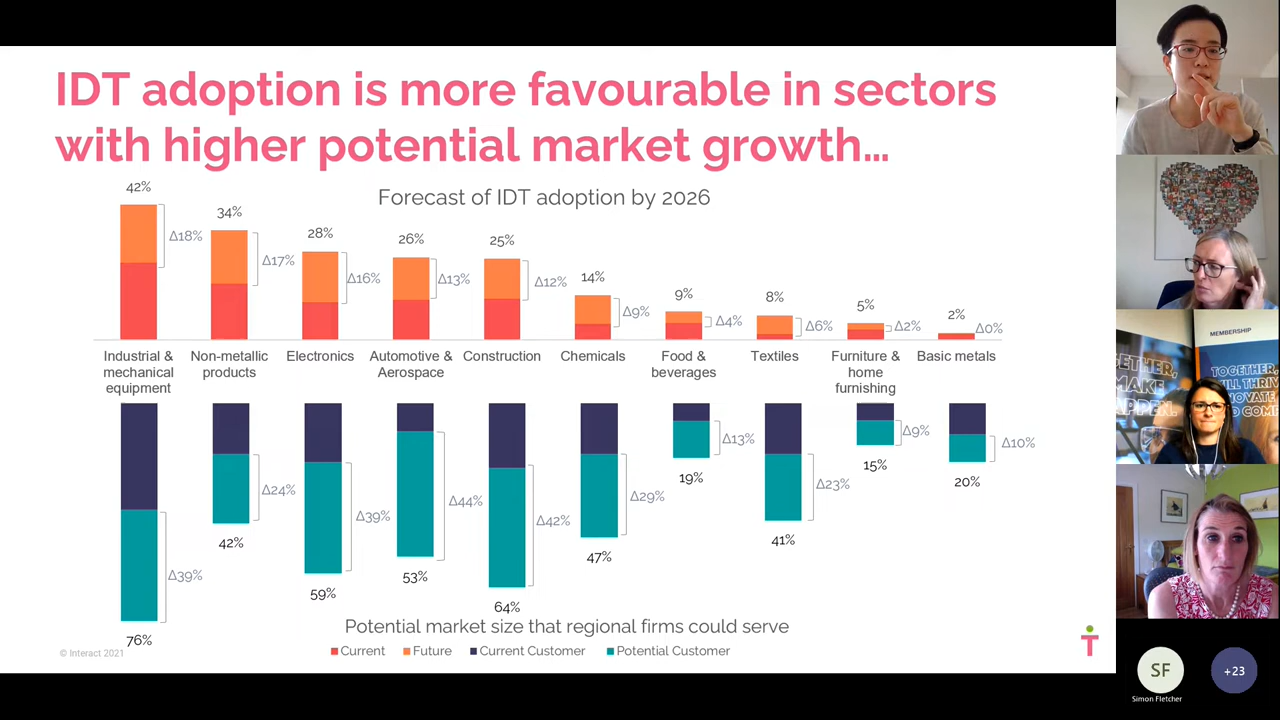 IDT adoption is more favourable in sectors
with higher potential market growth...
Forecast of IDT adoption by 2026
42%
34%
28%
26%
25%
14%
9%
8%
5%
2%
Δ18%
Δ17%
Δ16%
Δ13%
Δ12%
Δ9%
Δ4%
Δ6%
Δ2%
Δ0%
Industrial &
mechanical
equipment
Non-metallic
products
Electronics
Automotive &
Aerospace
Construction
Chemicals
Food &
beverages
Textiles
Furniture &
home
furnishing
Basic metals
Δ39%
Δ24%
Δ39%
Δ44%
Δ42%
Δ29%
Δ13%
Δ23%
Δ9%
Δ10%
76%
42%
59%
53%
64%
47%
19%
41%
15%
20%
Potential market size that regional firms could serve
Current
Future
Current Customer
Potential Customer
© Interact 2021
MEMBERSHIP
TOGETHER,
MAKE
SF
Simon Fletcher
+23